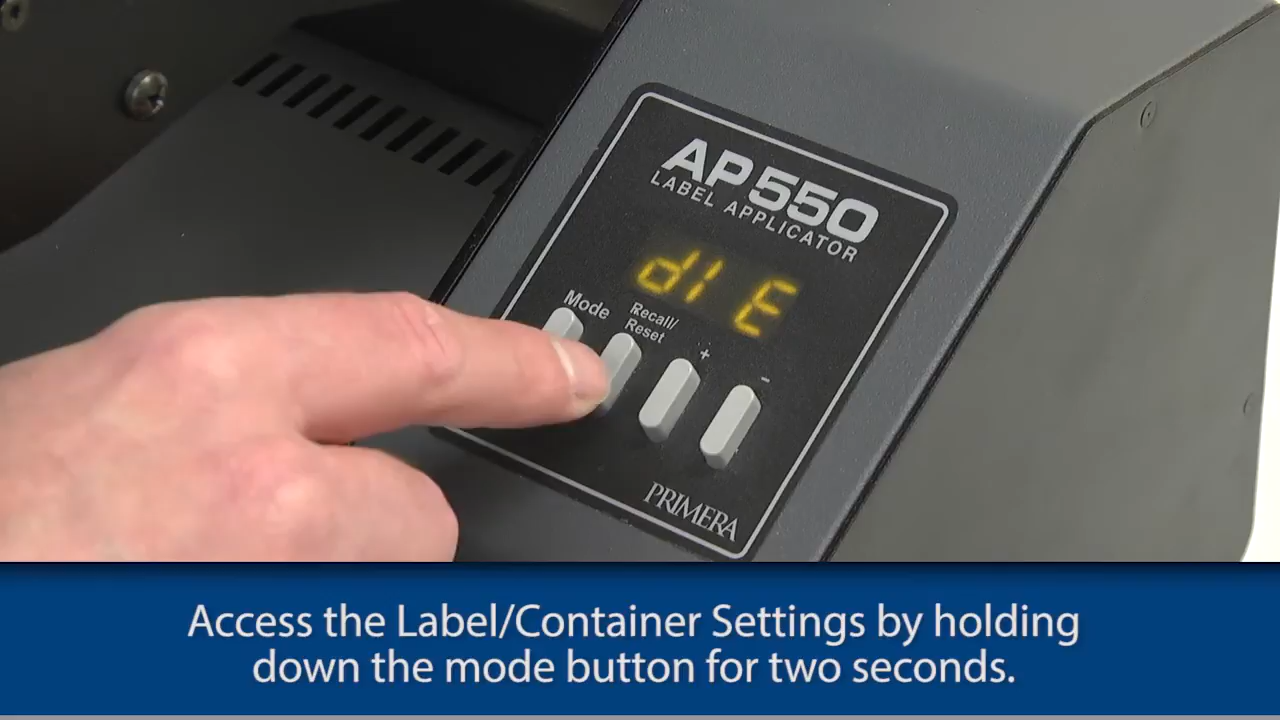 AP550
LABEL APPLICATOR
dI E
Mode
Recall/
Reset
+
-
PRIMERA
Access the Label/Container Settings by holding
down the mode button for two seconds.